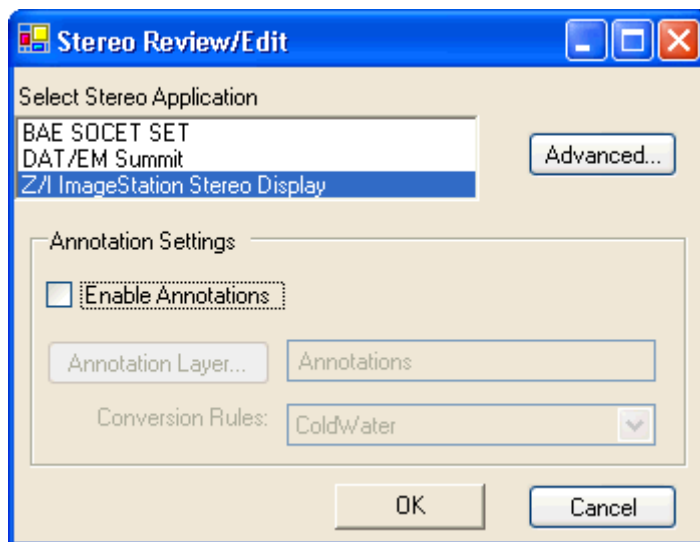 Stereo Review/Edit
Select Stereo Application
BAE SOCET SET
DAT/EM Summit
Z/I ImageStation Stereo Display
Advanced...
Annotation Settings
Enable Annotations
Annotation Layer... Annotations
Conversion Rules: ColdWater
OK Cancel